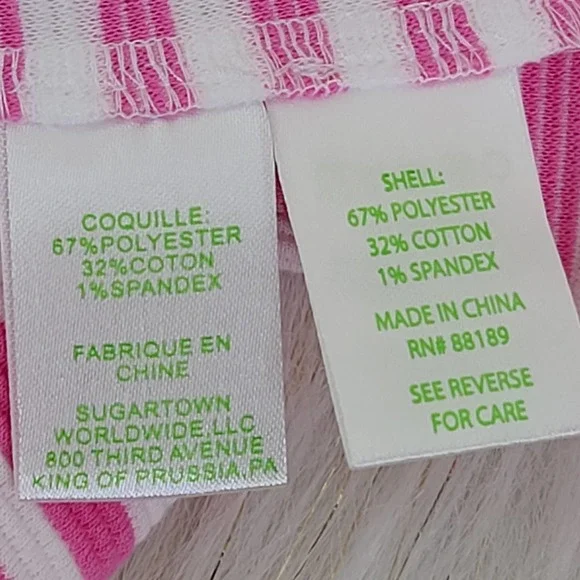 COQUILLE:
67%POLYESTER
32%COTON
1%SPANDEX
FABRIQUE EN
CHINE
SUGARTOWN
WORLDWIDE,LLC
800 THIRD AVENUE
KING OF PRUSSIA,PA
SHELL:
67% POLYESTER
32% COTTON
1% SPANDEX
MADE IN CHINA
RN# 88189
SEE REVERSE
FOR CARE